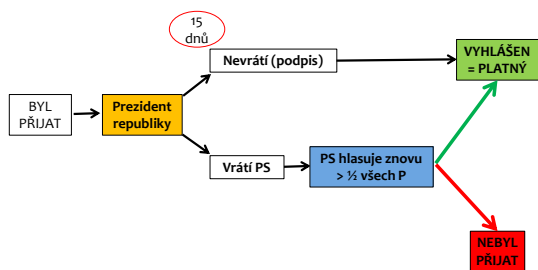 15
dnů
Nevrátí (podpis)
VYHLÁŠEN
= PLATNÝ
BYL
PŘIJAT
Prezident
republiky
Vrátí PS
PS hlasuje znovu
> ½ všech P
NEBYL
PŘIJAT